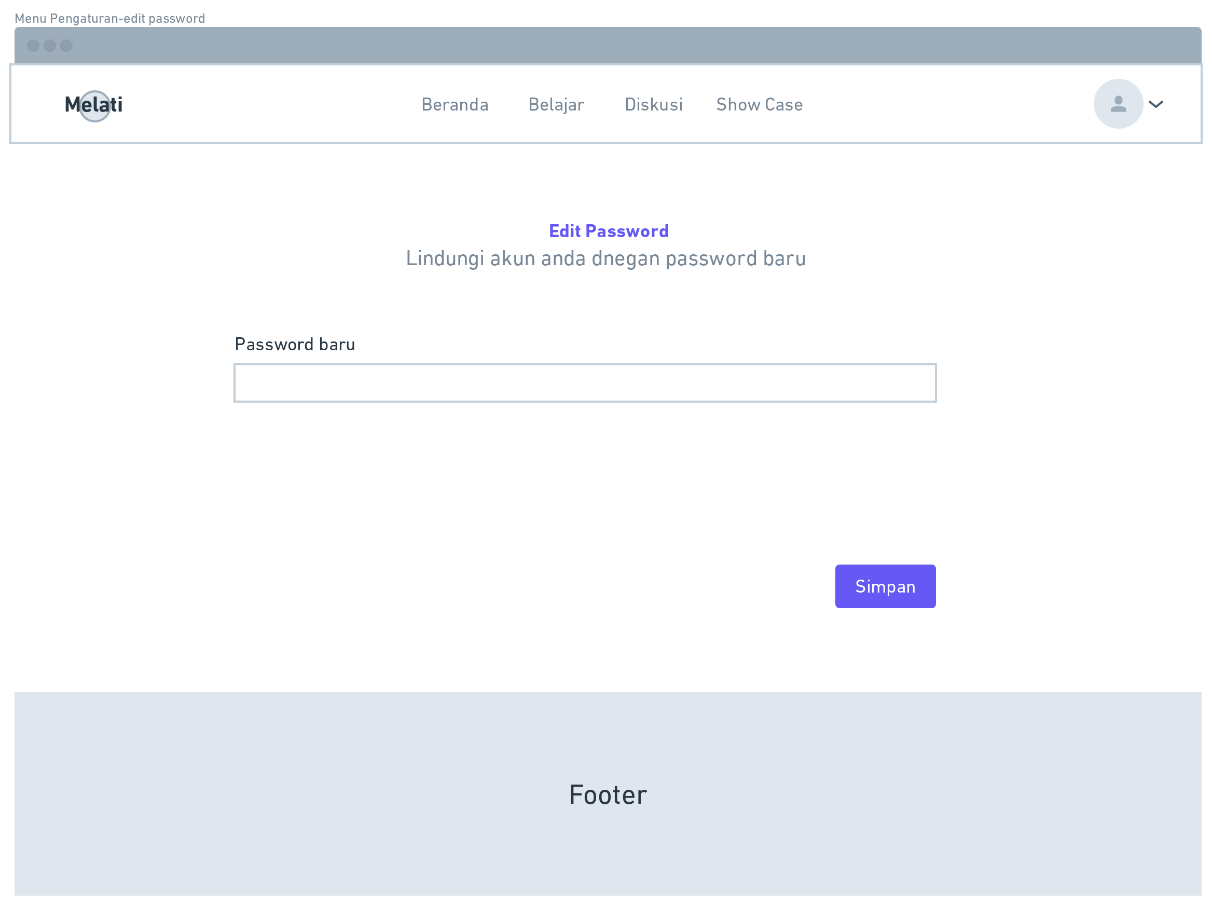 Menu Pengaturan-edit password
Melati
Beranda Belajar Diskusi Show Case
Edit Password
Lindungi akun anda dnegan password baru
Password baru
Simpan
Footer